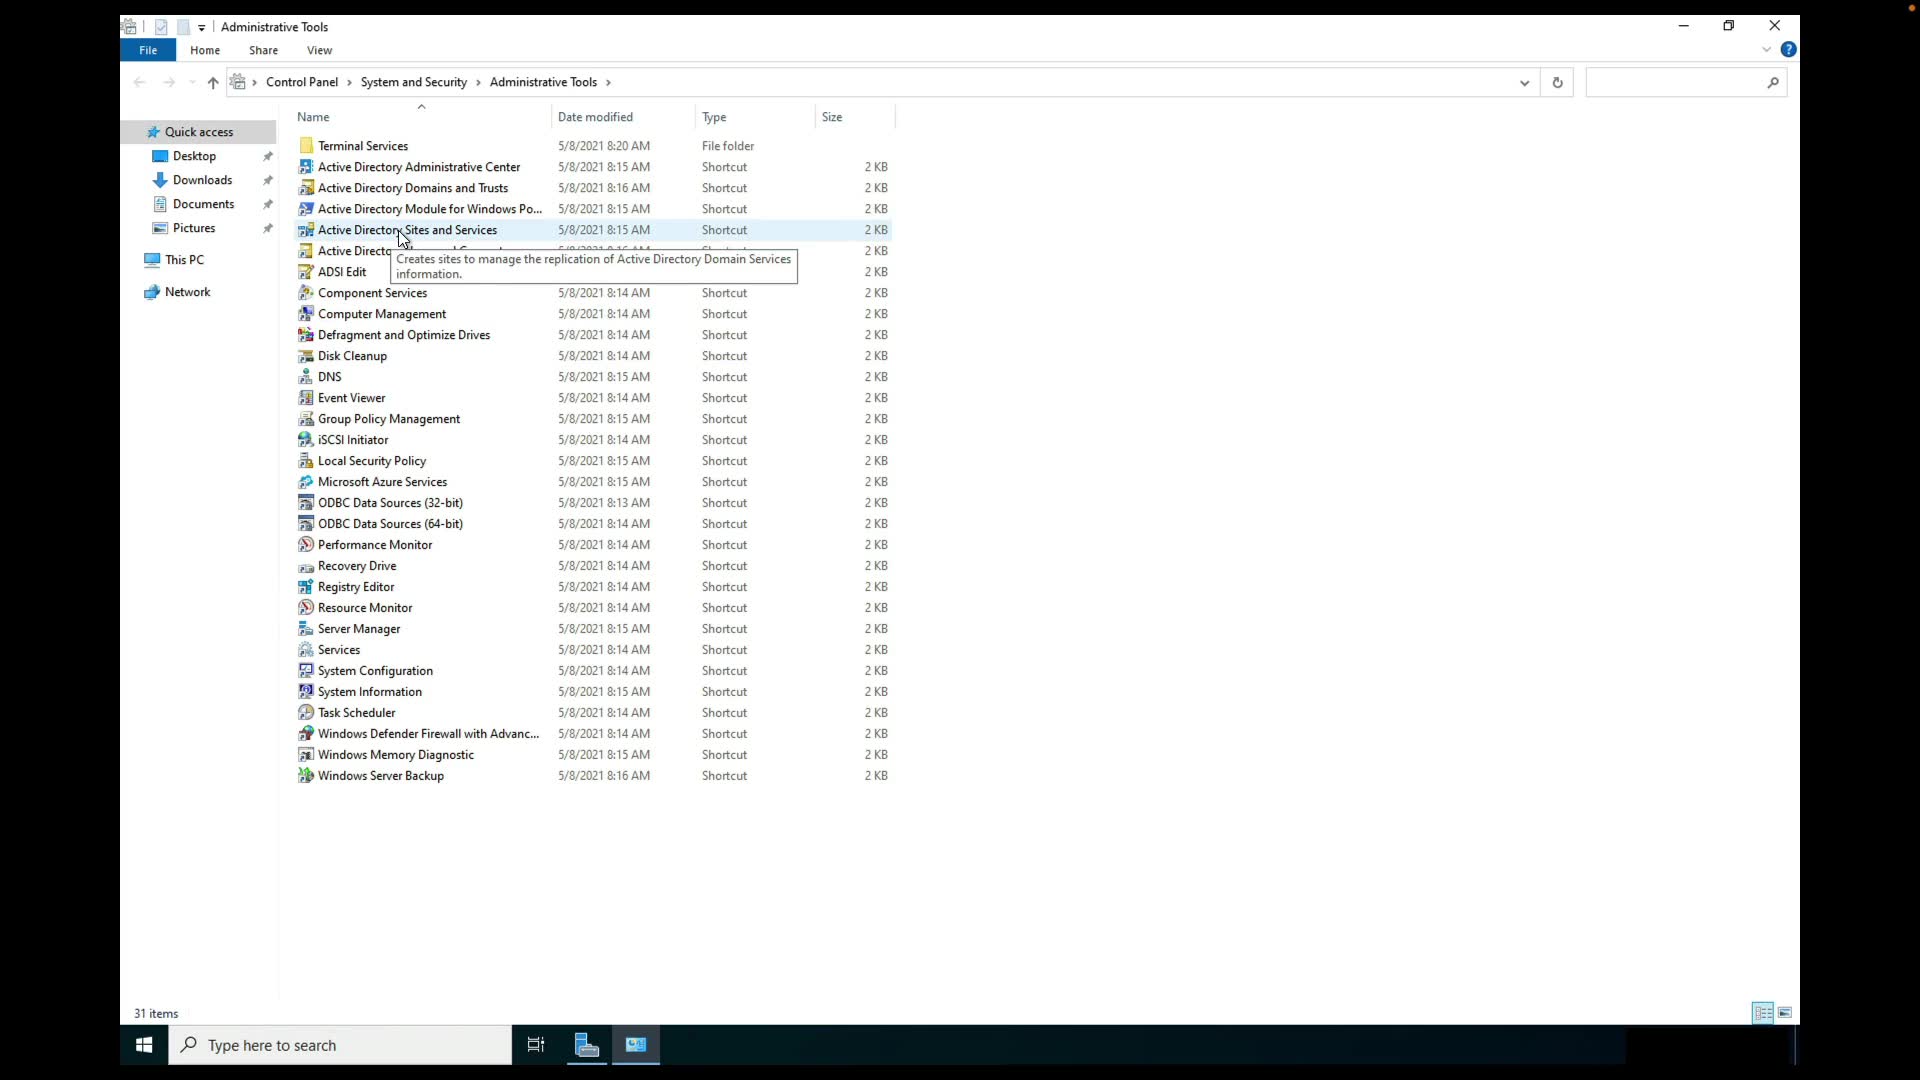 Administrative Tools
File Home Share View
Control Panel > System and Security > Administrative Tools >
Name Date modified Type Size
Quick access
Desktop
Downloads
Documents
Pictures
This PC
Network
Terminal Services 5/8/2021 8:20 AM File folder
Active Directory Administrative Center 5/8/2021 8:15 AM Shortcut 2 KB
Active Directory Domains and Trusts 5/8/2021 8:16 AM Shortcut 2 KB
Active Directory Module for Windows Po... 5/8/2021 8:15 AM Shortcut 2 KB
Active Directory Sites and Services 5/8/2021 8:15 AM Shortcut 2 KB
Active 2 KB
Creates sites to manage the replication of Active Directory Domain Services
information.
ADSI Edit 2 KB
Component Services 5/8/2021 8:14 AM Shortcut 2 KB
Computer Management 5/8/2021 8:14 AM Shortcut 2 KB
Defragment and Optimize Drives 5/8/2021 8:14 AM Shortcut 2 KB
Disk Cleanup 5/8/2021 8:14 AM Shortcut 2 KB
DNS 5/8/2021 8:15 AM Shortcut 2 KB
Event Viewer 5/8/2021 8:14 AM Shortcut 2 KB
Group Policy Management 5/8/2021 8:15 AM Shortcut 2 KB
iSCSI Initiator 5/8/2021 8:14 AM Shortcut 2 KB
Local Security Policy 5/8/2021 8:15 AM Shortcut 2 KB
Microsoft Azure Services 5/8/2021 8:15 AM Shortcut 2 KB
ODBC Data Sources (32-bit) 5/8/2021 8:13 AM Shortcut 2 KB
ODBC Data Sources (64-bit) 5/8/2021 8:14 AM Shortcut 2 KB
Performance Monitor 5/8/2021 8:14 AM Shortcut 2 KB
Recovery Drive 5/8/2021 8:14 AM Shortcut 2 KB
Registry Editor 5/8/2021 8:14 AM Shortcut 2 KB
Resource Monitor 5/8/2021 8:14 AM Shortcut 2 KB
Server Manager 5/8/2021 8:15 AM Shortcut 2 KB
Services 5/8/2021 8:14 AM Shortcut 2 KB
System Configuration 5/8/2021 8:14 AM Shortcut 2 KB
System Information 5/8/2021 8:15 AM Shortcut 2 KB
Task Scheduler 5/8/2021 8:14 AM Shortcut 2 KB
Windows Defender Firewall with Advanc... 5/8/2021 8:14 AM Shortcut 2 KB
Windows Memory Diagnostic 5/8/2021 8:15 AM Shortcut 2 KB
Windows Server Backup 5/8/2021 8:16 AM Shortcut 2 KB
31 items
Type here to search